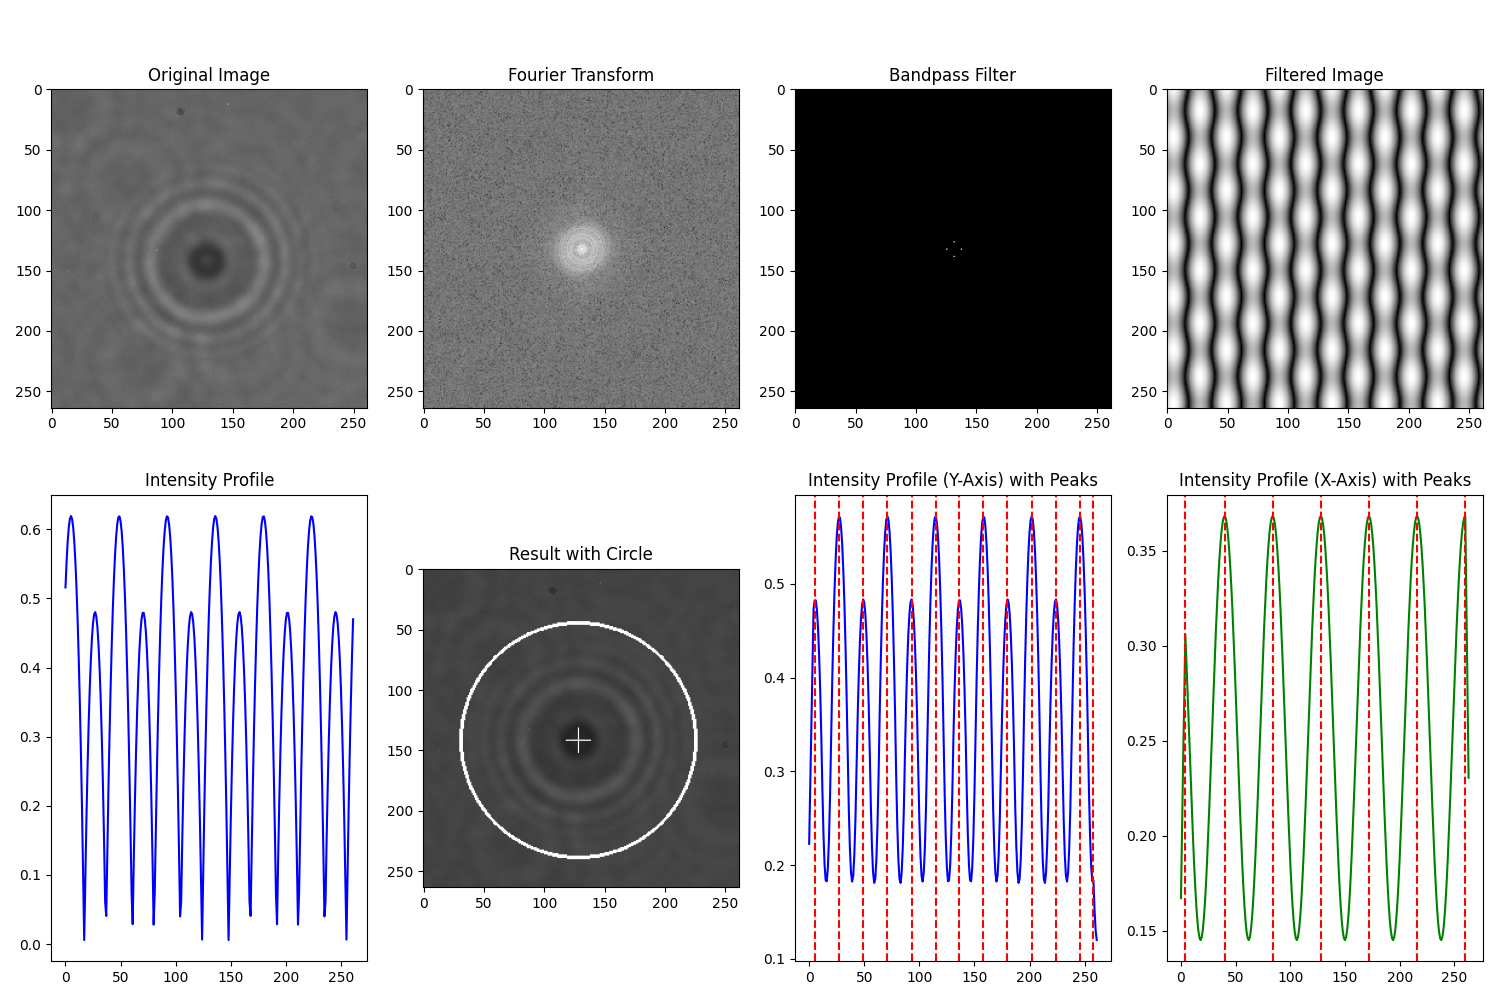 Original Image
Fourier Transform
Bandpass Filter
Filtered Image
0
50
100
150
200
250
0 50 100 150 200 250
0
50
100
150
200
250
0 50 100 150 200 250
0
50
100
150
200
250
0 50 100 150 200 250
0
50
100
150
200
250
0 50 100 150 200 250
Intensity Profile
0.6
0.5
0.4
0.3
0.2
0.1
0.0
0 50 100 150 200 250
Result with Circle
0
50
100
150
200
250
0 50 100 150 200 250
Intensity Profile (Y-Axis) with Peaks
0.5
0.4
0.3
0.2
0.1
0 50 100 150 200 250
Intensity Profile (X-Axis) with Peaks
0.35
0.30
0.25
0.20
0.15
0 50 100 150 200 250